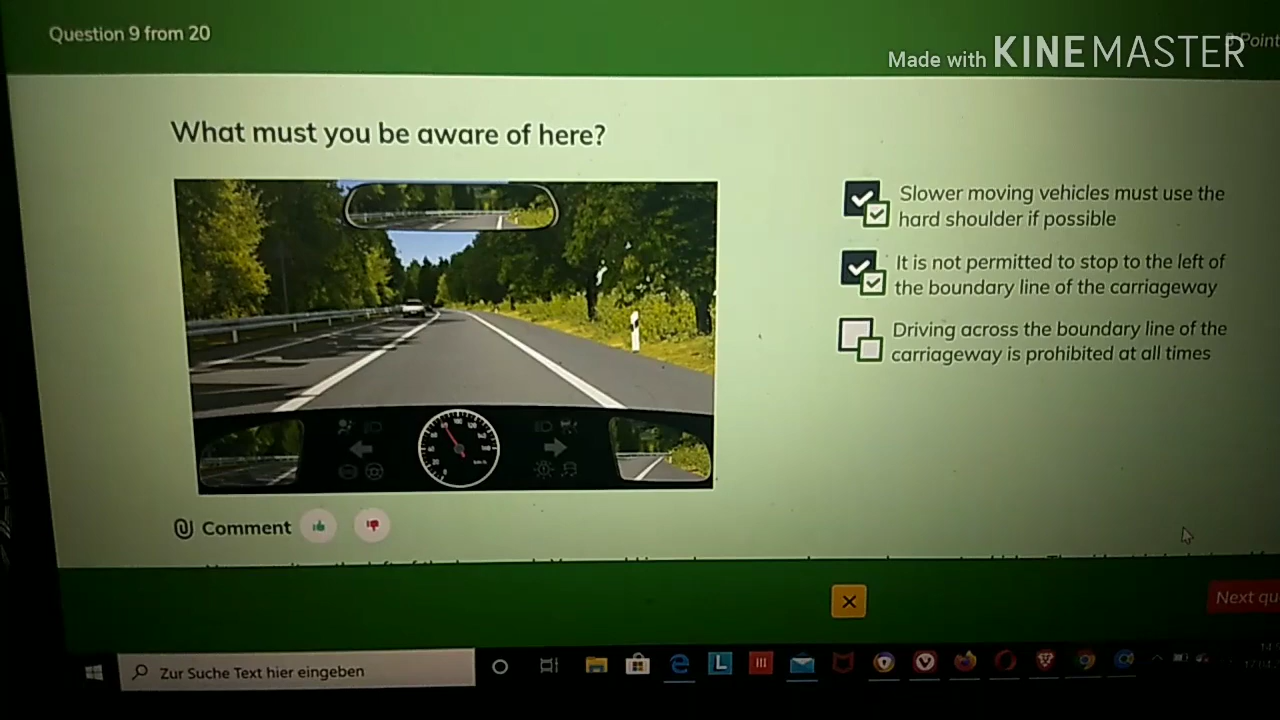 Question 9 from 20
Point
Made with KINEMASTER
What must you be aware of here?
Slower moving vehicles must use the
hard shoulder if possible
It is not permitted to stop to the left of
the boundary line of the carriageway
Driving across the boundary line of the
carriageway is prohibited at all times
Comment
Next qu
Zur Suche Text hier eingeben